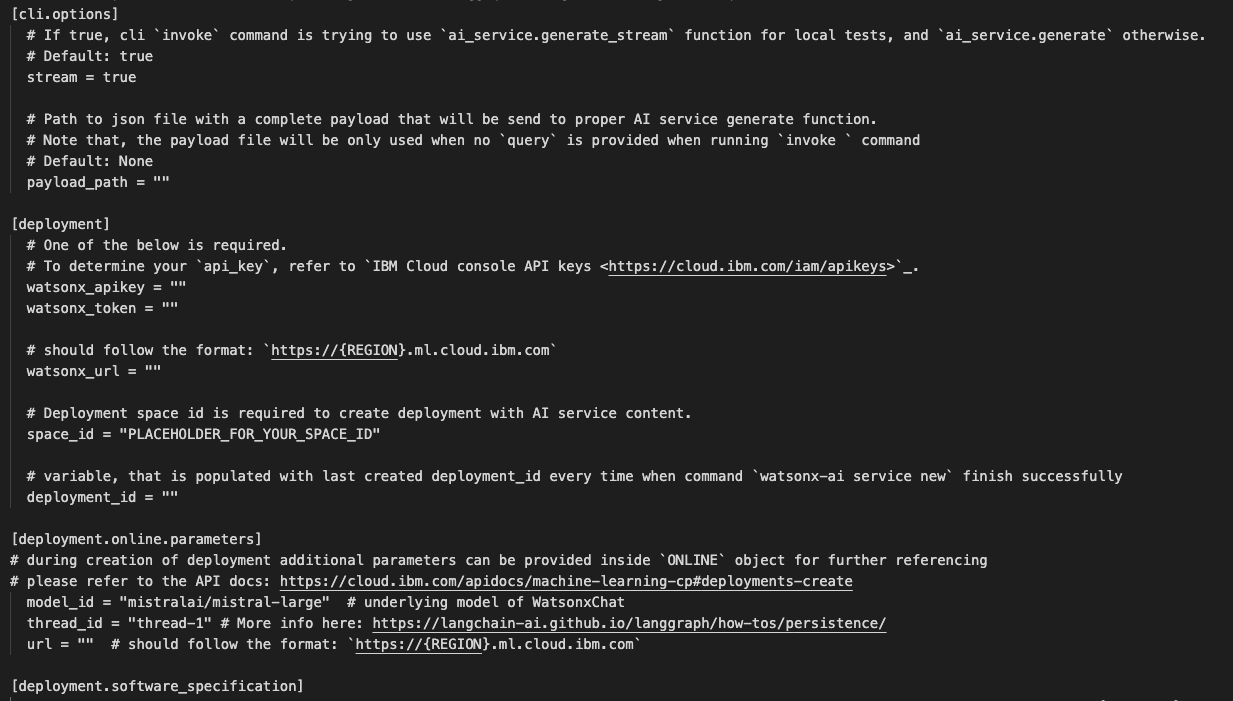 [cli.options]
# If true, cli `invoke` command is trying to use `ai_service.generate_stream` function for local tests, and `ai_service.generate` otherwise.
# Default: true
stream = true
# Path to json file with a complete payload that will be send to proper AI service generate function.
# Note that, the payload file will be only used when no `query` is provided when running `invoke ` command
# Default: None
payload_path = ""
[deployment]
# One of the below is required.
# To determine your `api_key`, refer to `IBM Cloud console API keys <https://cloud.ibm.com/iam/apikeys>`_.
watsonx_apikey = ""
watsonx_token = ""
# should follow the format: `https://{REGION}.ml.cloud.ibm.com`
watsonx_url = ""
# Deployment space id is required to create deployment with AI service content.
space_id = "PLACEHOLDER_FOR_YOUR_SPACE_ID"
# variable, that is populated with last created deployment_id every time when command `watsonx-ai service new` finish successfully
deployment_id = ""
[deployment.online.parameters]
# during creation of deployment additional parameters can be provided inside `ONLINE` object for further referencing
# please refer to the API docs: https://cloud.ibm.com/apidocs/machine-learning-cp#deployments-create
model_id = "mistralai/mistral-large"  # underlying model of WatsonxChat
thread_id = "thread-1" # More info here: https://langchain-ai.github.io/langgraph/how-tos/persistence/
url = ""  # should follow the format: `https://{REGION}.ml.cloud.ibm.com`
[deployment.software_specification]